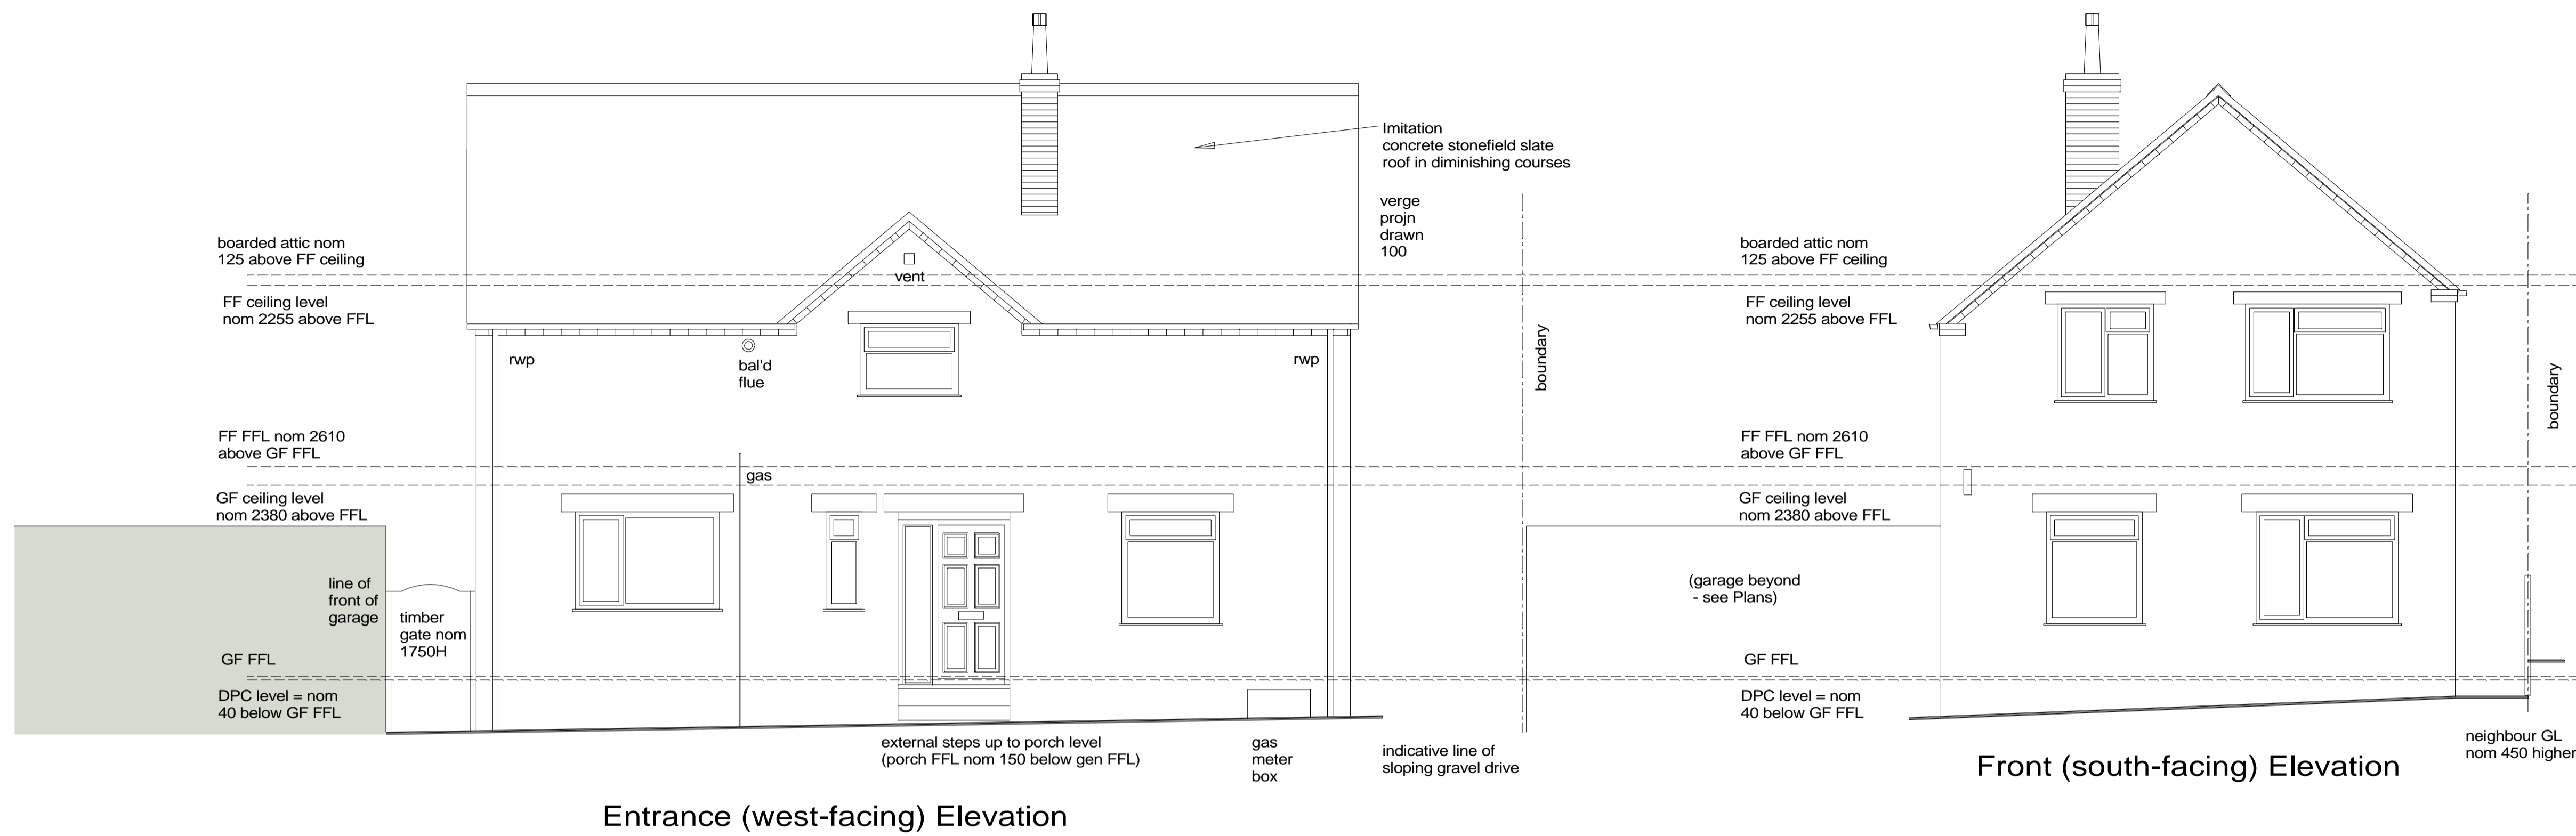 Imitation
concrete stonefield slate
roof in diminishing courses
verge
projn
drawn
100
boarded attic nom
125 above FF ceiling
vent
FF ceiling level
nom 2255 above FFL
rwp
bal'd
flue
rwp
boundary
FF FFL nom 2610
above GF FFL
gas
GF ceiling level
nom 2380 above FFL
line of
front of
garage
timber
gate nom
1750H
GF FFL
DPC level = nom
40 below GF FFL
external steps up to porch level
(porch FFL nom 150 below gen FFL)
gas
meter
box
indicative line of
sloping gravel drive
Entrance (west-facing) Elevation
boarded attic nom
125 above FF ceiling
FF ceiling level
nom 2255 above FFL
boundary
FF FFL nom 2610
above GF FFL
GF ceiling level
nom 2380 above FFL
(garage beyond
- see Plans)
GF FFL
DPC level = nom
40 below GF FFL
neighbour GL
nom 450 higher
Front (south-facing) Elevation